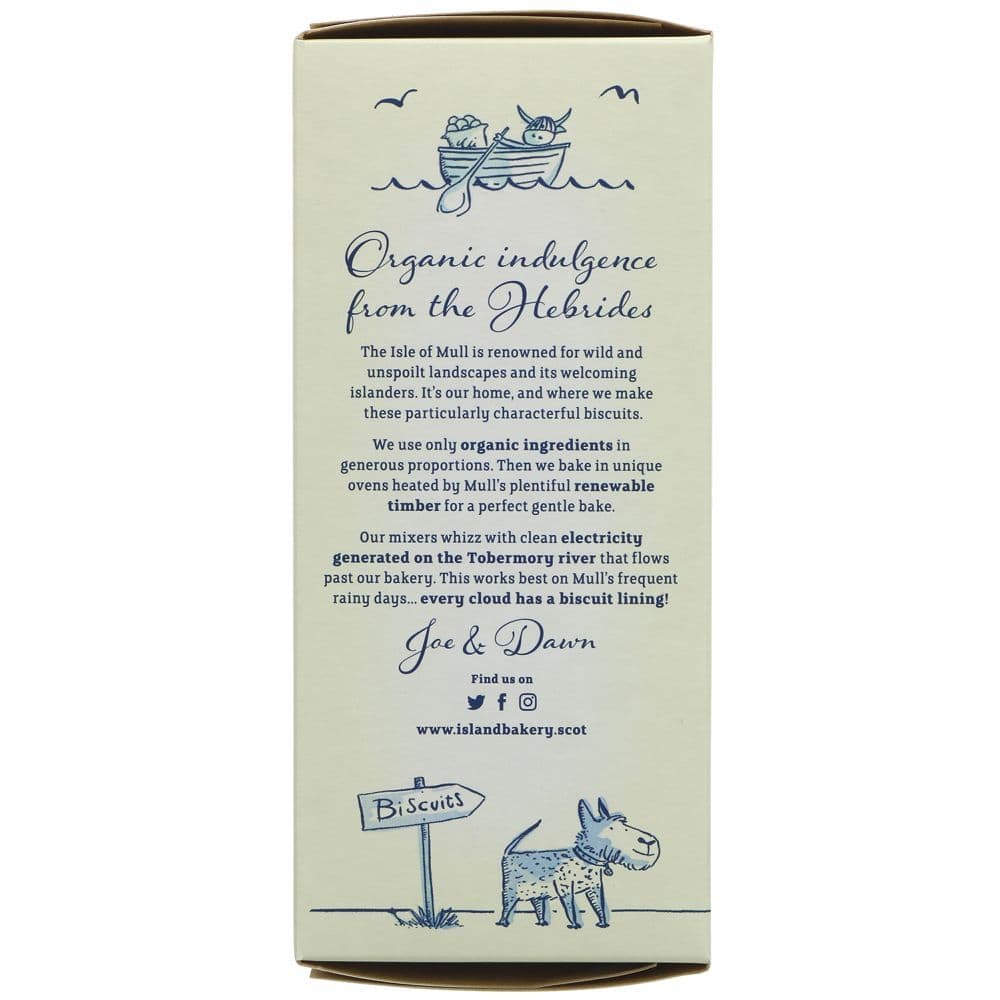 Organic indulgence
from the Hebrides
The Isle of Mull is renowned for wild and
unspoilt landscapes and its welcoming
islanders. It's our home, and where we make
these particularly characterful biscuits.
We use only organic ingredients in
generous proportions. Then we bake in unique
ovens heated by Mull's plentiful renewable
timber for a perfect gentle bake.
Our mixers whizz with clean electricity
generated on the Tobermory river that flows
past our bakery. This works best on Mull's frequent
rainy days... every cloud has a biscuit lining!
Joe & Dawn
Find us on
www.islandbakery.scot
BiScuitS